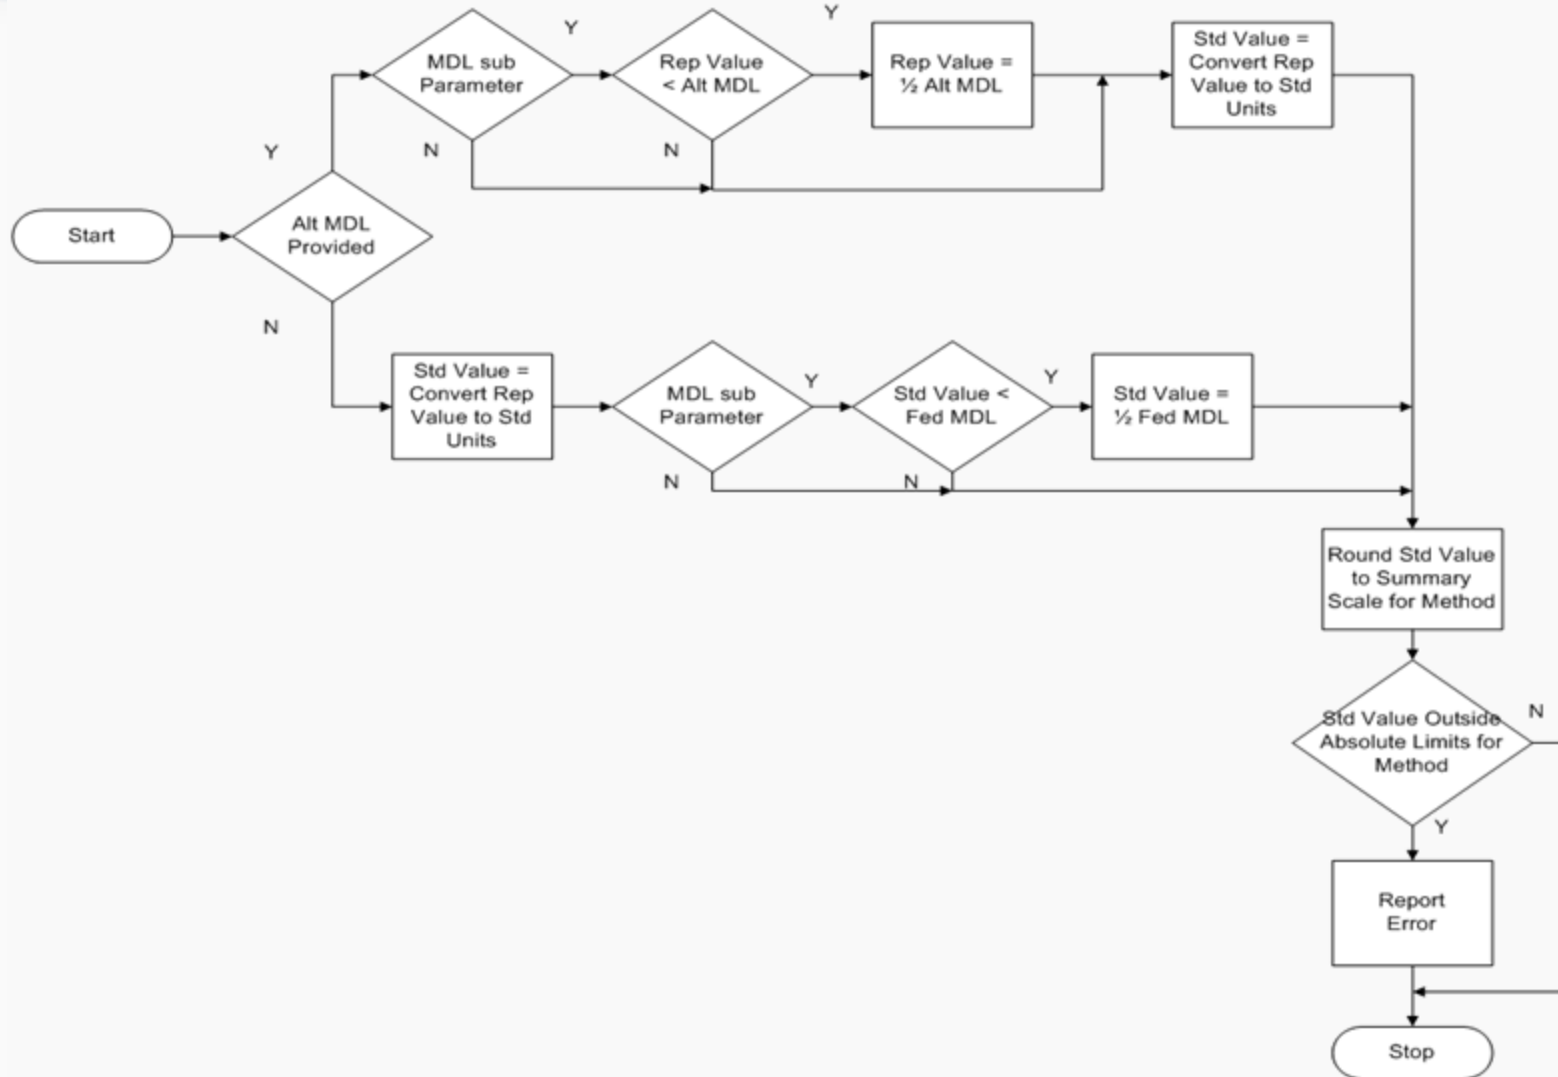 Y
Y
MDL sub
Parameter
Rep Value
< Alt MDL
Rep Value =
½ Alt MDL
Std Value =
Convert Rep
Value to Std
Units
N
N
Y
Start
Alt MDL
Provided
N
Std Value =
Convert Rep
Value to Std
Units
MDL sub
Parameter
Y
Std Value <
Fed MDL
Y
Std Value =
½ Fed MDL
N
N
Round Std Value
to Summary
Scale for Method
Std Value Outside
Absolute Limits for
Method
N
Y
Report
Error
Stop